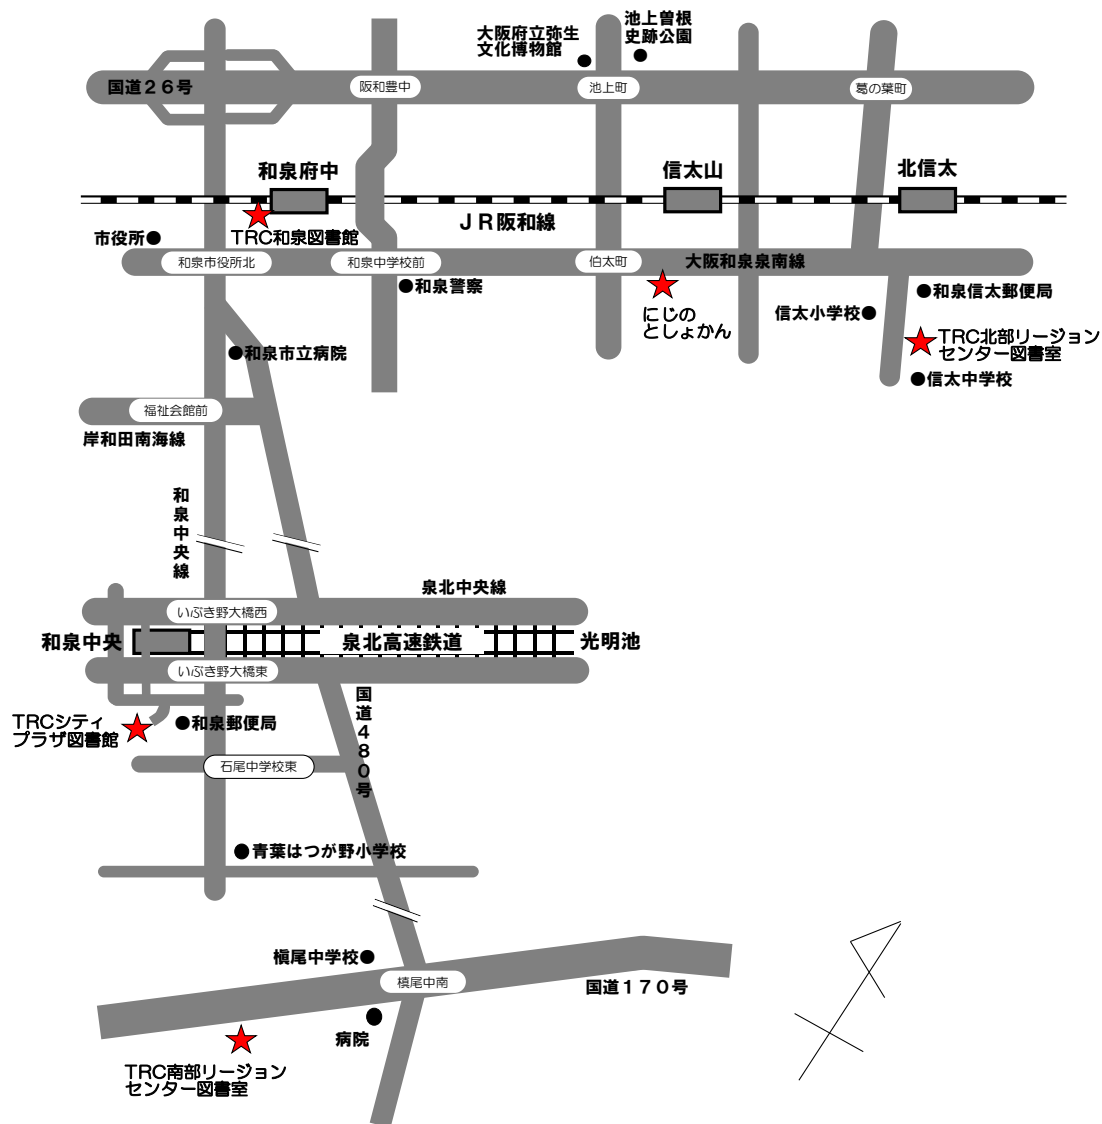 大阪府立弥生
文化博物館
池上曽根
史跡公園
国道２６号
阪和豊中
池上町
葛の葉町
和泉府中
信太山
北信太
ＪＲ阪和線
市役所
TRC和泉図書館
和泉市役所北
和泉中学校前
伯太町
大阪和泉泉南線
和泉警察
にじの
としょかん
信太小学校
和泉信太郵便局
TRC北部リージョン
センター図書室
信太中学校
和泉市立病院
福祉会館前
岸和田南海線
和泉中央線
泉北中央線
いぶき野大橋西
和泉中央
泉北高速鉄道
光明池
いぶき野大橋東
国道４８０号
TRCシティ
プラザ図書館
和泉郵便局
石尾中学校東
青葉はつが野小学校
槇尾中学校
槙尾中南
国道１７０号
病院
TRC南部リージョン
センター図書室